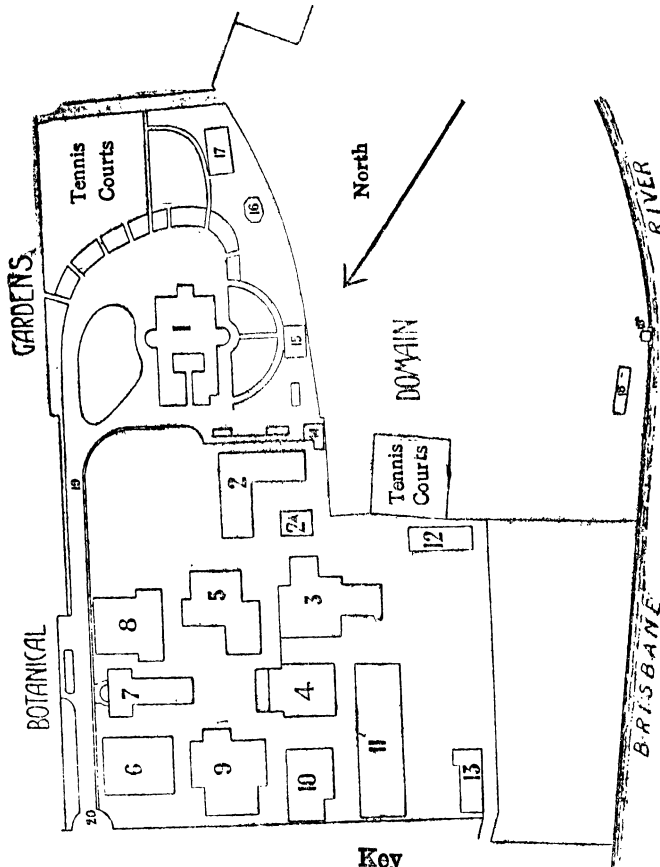 Tennis
Courts
17
16
North
RIVER
GARDENS
1
15
DOMAIN
14
18
19
2
Tennis
Courts
2A
12
BOTANICAL
8
5
3
7
4
6
9
10
11
13
20
BRISBANE
Key